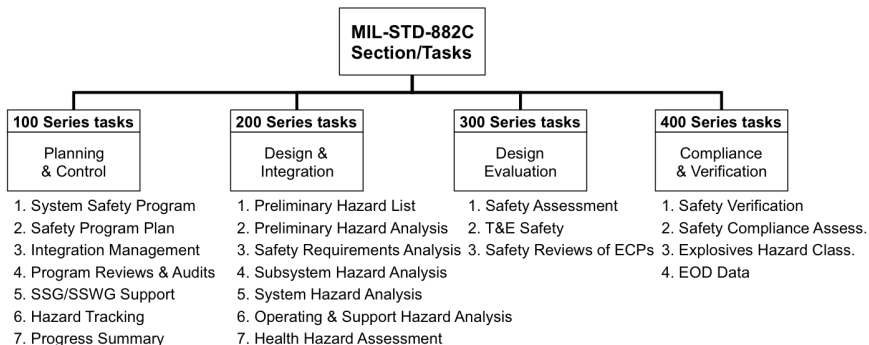 MIL-STD-882C
Section/Tasks
100 Series tasks
Planning
& Control
1. System Safety Program
2. Safety Program Plan
3. Integration Management
4. Program Reviews & Audits
5. SSG/SSWG Support
6. Hazard Tracking
7. Progress Summary
200 Series tasks
Design &
Integration
1. Preliminary Hazard List
2. Preliminary Hazard Analysis
3. Safety Requirements Analysis
4. Subsystem Hazard Analysis
5. System Hazard Analysis
6. Operating & Support Hazard Analysis
7. Health Hazard Assessment
300 Series tasks
Design
Evaluation
1. Safety Assessment
2. T&E Safety
3. Safety Reviews of ECPs
400 Series tasks
Compliance
& Verification
1. Safety Verification
2. Safety Compliance Assess.
3. Explosives Hazard Class.
4. EOD Data